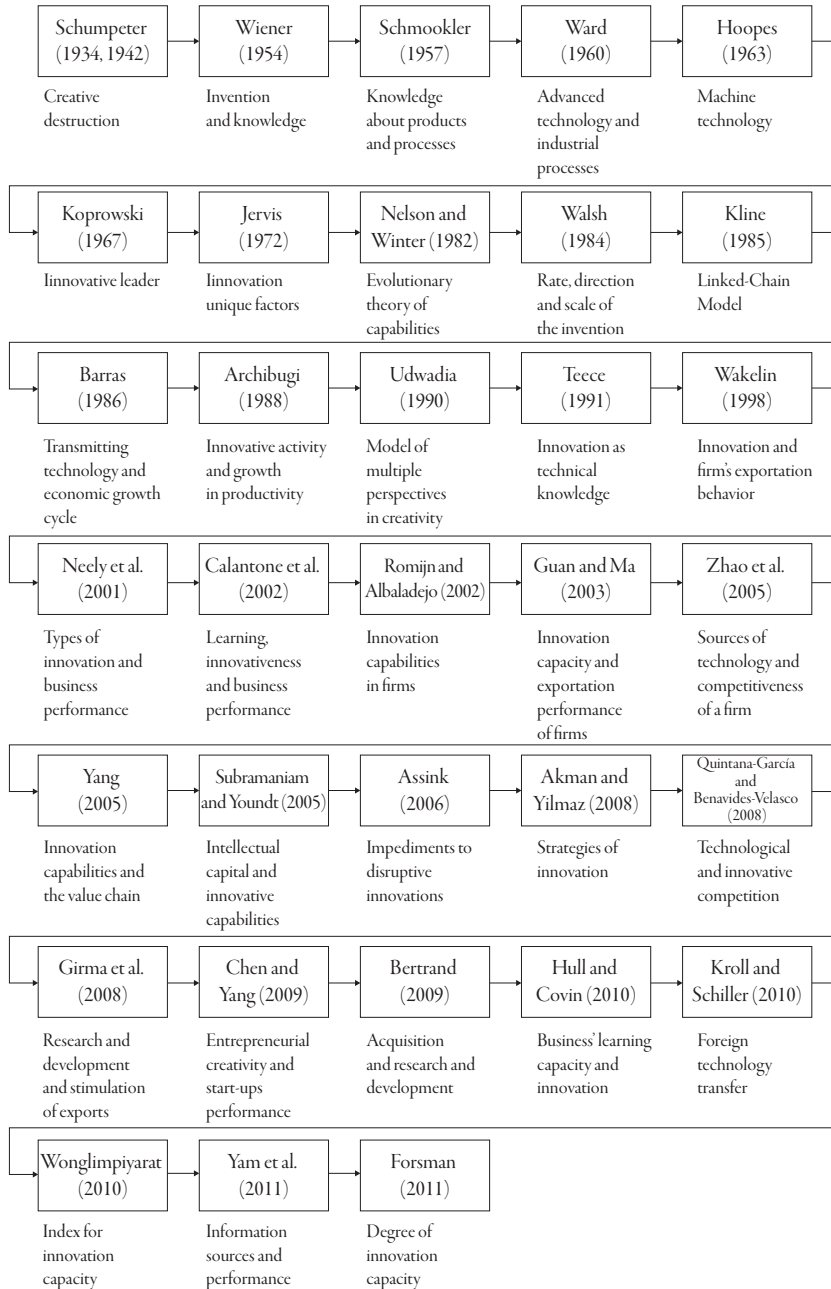 Schumpeter
(1934, 1942)
Creative
destruction
Wiener
(1954)
Invention
and knowledge
Schmookler
(1957)
Knowledge
about products
and processes
Ward
(1960)
Advanced
technology and
industrial
processes
Hoopes
(1963)
Machine
technology
Koprowski
(1967)
Iinnovative leader
Jervis
(1972)
Iinnovation
unique factors
Nelson and
Winter (1982)
Evolutionary
theory of
capabilities
Walsh
(1984)
Rate, direction
and scale of
the invention
Kline
(1985)
Linked-Chain
Model
Barras
(1986)
Transmitting
technology and
economic growth
cycle
Archibugi
(1988)
Innovative activity
and growth
in productivity
Udwadia
(1990)
Model of
multiple
perspectives
in creativity
Teece
(1991)
Innovation as
technical
knowledge
Wakelin
(1998)
Innovation and
firm's exportation
behavior
Neely et al.
(2001)
Types of
innovation and
business
performance
Calantone et al.
(2002)
Learning,
innovativeness
and business
performance
Romijn and
Albaladejo (2002)
Innovation
capabilities
in firms
Guan and Ma
(2003)
Innovation
capacity and
exportation
performance
of firms
Zhao et al.
(2005)
Sources of
technology and
competitiveness
of a firm
Yang
(2005)
Innovation
capabilities and
the value chain
Subramaniam
and Youndt (2005)
Intellectual
capital and
innovative
capabilities
Assink
(2006)
Impediments to
disruptive
innovations
Akman and
Yilmaz (2008)
Strategies of
innovation
Quintana-García
and
Benavides-Velasco
(2008)
Technological
and innovative
competition
Girma et al.
(2008)
Research and
development
and stimulation
of exports
Chen and
Yang (2009)
Entrepreneurial
creativity and
start-ups
performance
Bertrand
(2009)
Acquisition
and research and
development
Hull and
Covin (2010)
Business' learning
capacity and
innovation
Kroll and
Schiller (2010)
Foreign
technology
transfer
Wonglimpiyarat
(2010)
Index for
innovation
capacity
Yam et al.
(2011)
Information
sources and
performance
Forsman
(2011)
Degree of
innovation
capacity